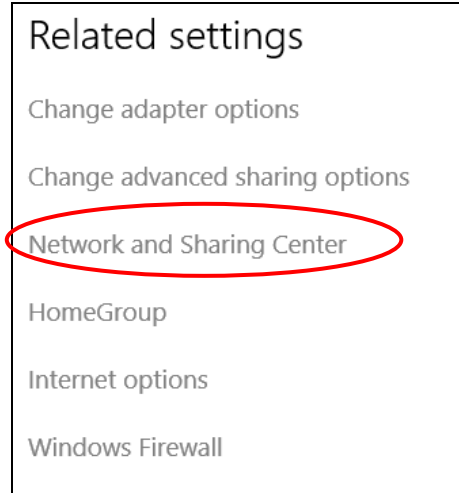 Related settings
Change adapter options
Change advanced sharing options
Network and Sharing Center
HomeGroup
Internet options
Windows Firewall